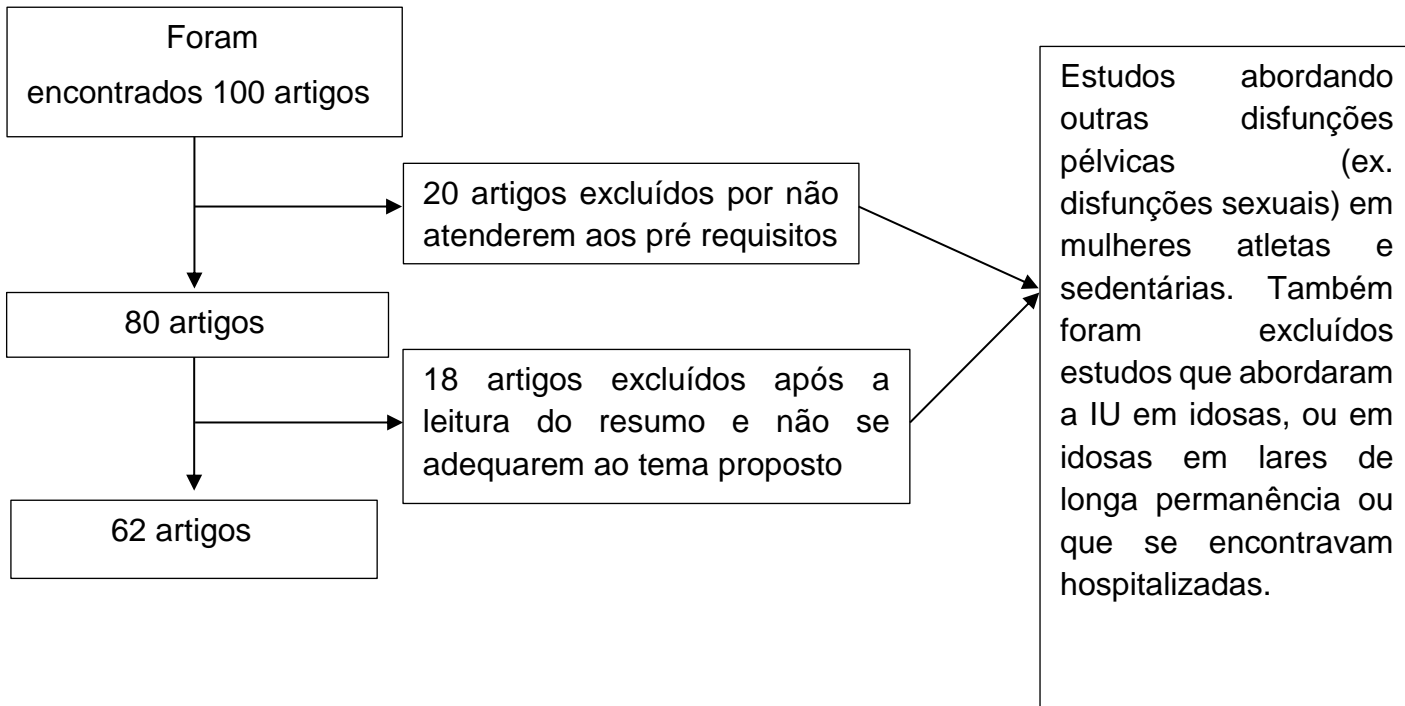 Foram
encontrados 100 artigos
20 artigos excluídos por não
atenderem aos pré requisitos
80 artigos
18 artigos excluídos após a
leitura do resumo e não se
adequarem ao tema proposto
62 artigos
Estudos abordando
outras disfunções
pélvicas (ex.
disfunções sexuais) em
mulheres atletas e
sedentárias. Também
foram excluídos
estudos que abordaram
a IU em idosas, ou em
idosas em lares de
longa permanência ou
que se encontravam
hospitalizadas.